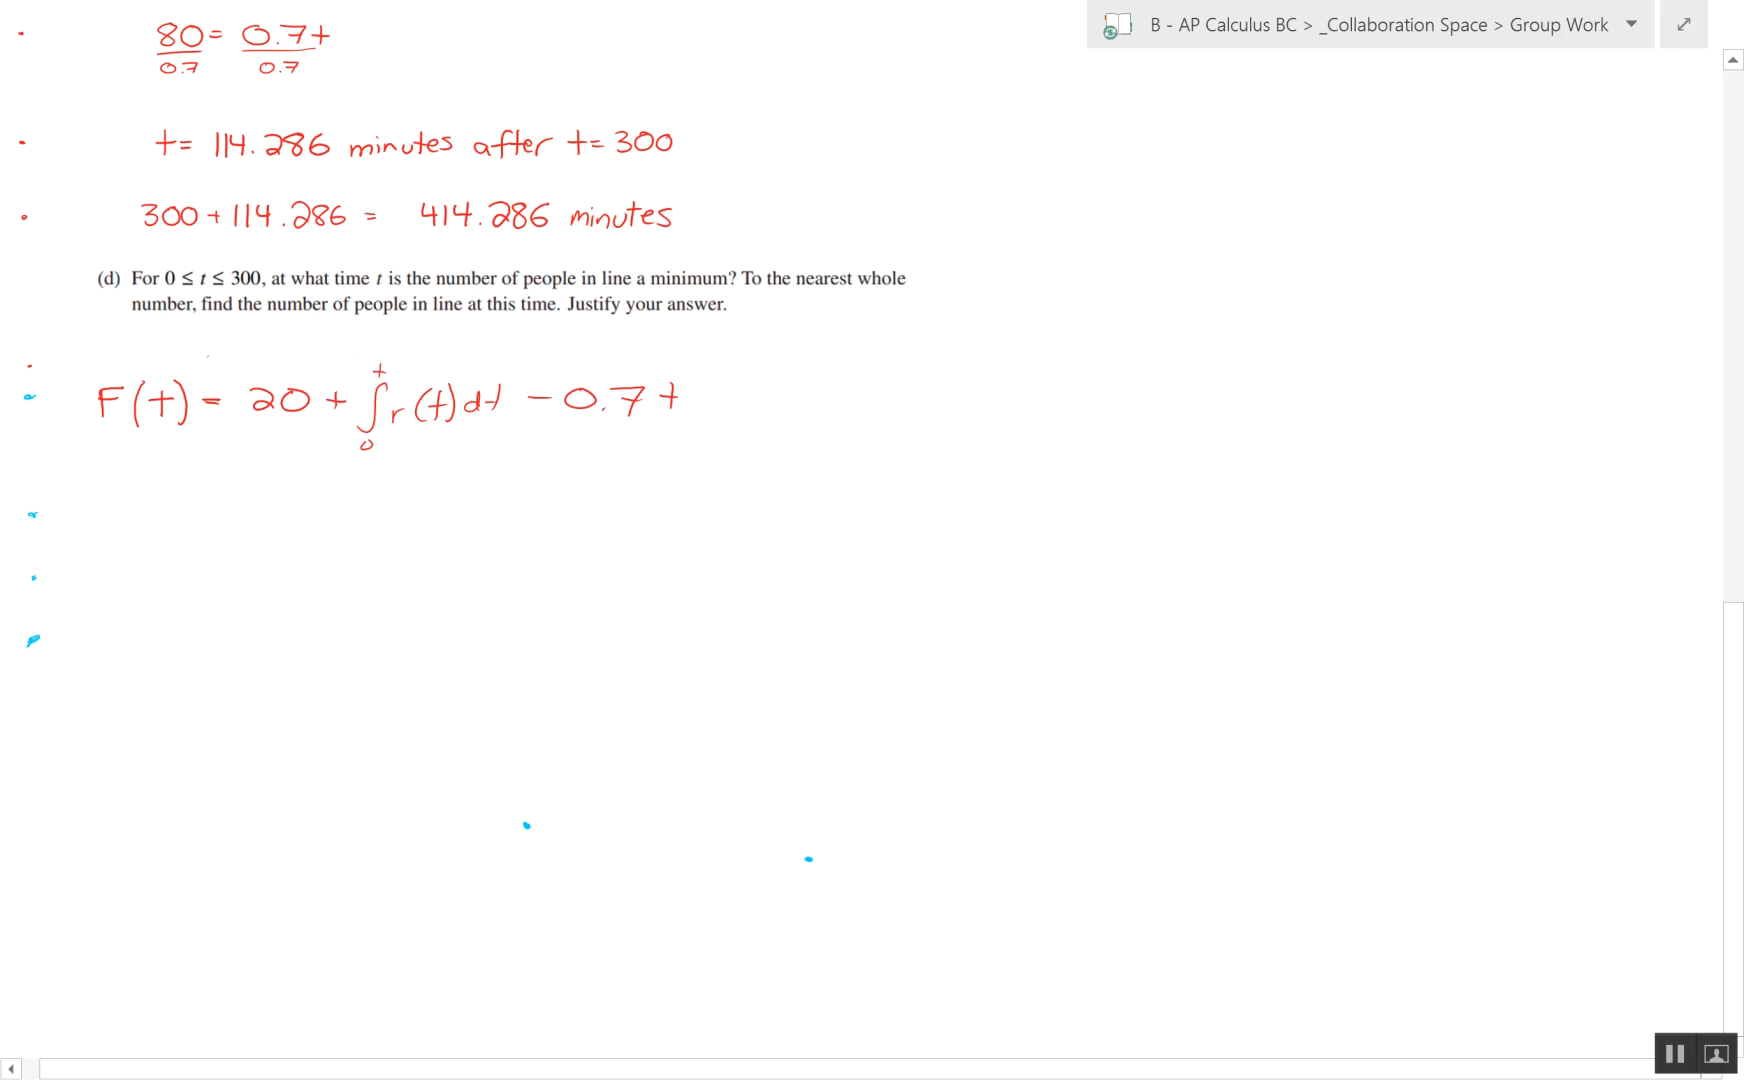 B - AP Calculus BC > _Collaboration Space > Group Work
80 = 0.7t
0.7 0.7
t = 114.286 minutes after t = 300
300 + 114.286 = 414.286 minutes
(d) For 0 ≤ t ≤ 300, at what time t is the number of people in line a minimum? To the nearest whole
number, find the number of people in line at this time. Justify your answer.
F(t) = 20 + ∫₀ᵗ r(t)dt - 0.7t